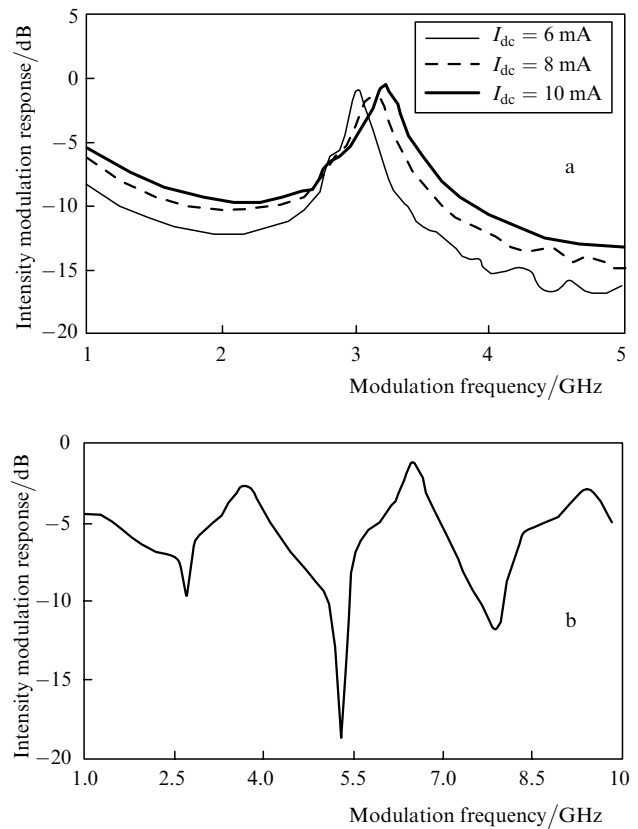 Intensity modulation response/dB
5
0
−5
−10
−15
−20
I_dc = 6 mA
I_dc = 8 mA
I_dc = 10 mA
a
1 2 3 4 5
Modulation frequency/GHz
Intensity modulation response/dB
0
−5
−10
−15
−20
b
1.0 2.5 4.0 5.5 7.0 8.5 10
Modulation frequency/GHz